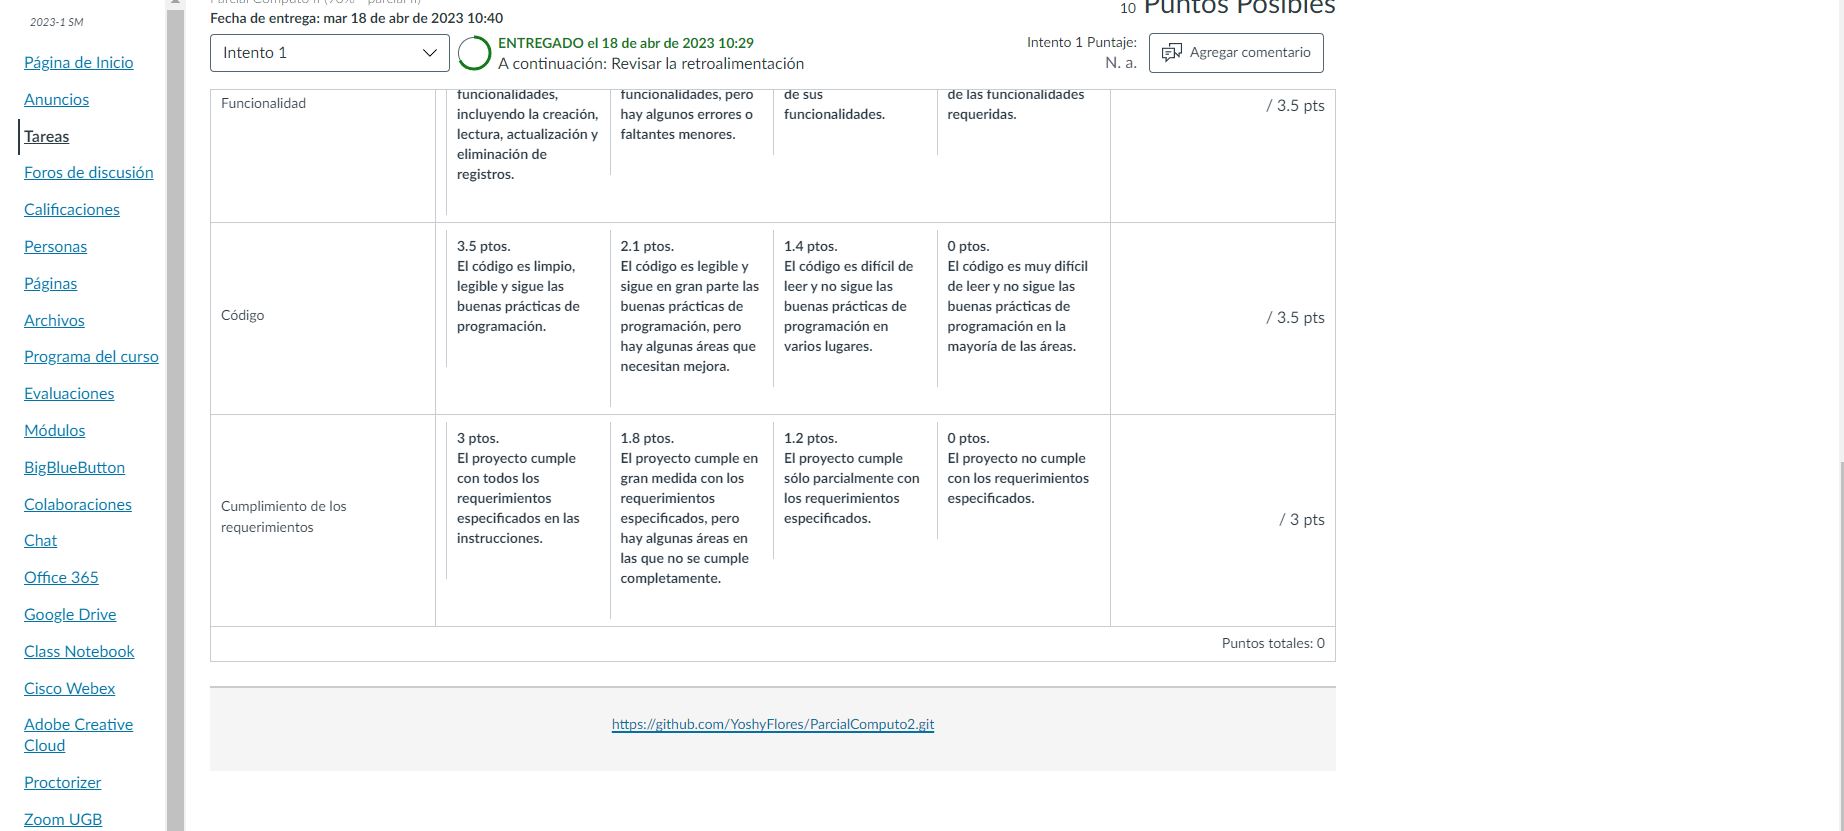 2023-1 SM
Página de Inicio
Anuncios
Tareas
Foros de discusión
Calificaciones
Personas
Páginas
Archivos
Programa del curso
Evaluaciones
Módulos
BigBlueButton
Colaboraciones
Chat
Office 365
Google Drive
Class Notebook
Cisco Webex
Adobe Creative
Cloud
Proctorizer
Zoom UGB
Fecha de entrega: mar 18 de abr de 2023 10:40
10 Puntos Posibles
Intento 1
ENTREGADO el 18 de abr de 2023 10:29
A continuación: Revisar la retroalimentación
Intento 1 Puntaje:
N. a.
Agregar comentario
Funcionalidad
funcionalidades,
incluyendo la creación,
lectura, actualización y
eliminación de
registros.
funcionalidades, pero
hay algunos errores o
faltantes menores.
de sus
funcionalidades.
de las funcionalidades
requeridas.
/ 3.5 pts
Código
3.5 ptos.
El código es limpio,
legible y sigue las
buenas prácticas de
programación.
2.1 ptos.
El código es legible y
sigue en gran parte las
buenas prácticas de
programación, pero
hay algunas áreas que
necesitan mejora.
1.4 ptos.
El código es difícil de
leer y no sigue las
buenas prácticas de
programación en
varios lugares.
0 ptos.
El código es muy difícil
de leer y no sigue las
buenas prácticas de
programación en la
mayoría de las áreas.
/ 3.5 pts
Cumplimiento de los
requerimientos
3 ptos.
El proyecto cumple
con todos los
requerimientos
especificados en las
instrucciones.
1.8 ptos.
El proyecto cumple en
gran medida con los
requerimientos
especificados, pero
hay algunas áreas en
las que no se cumple
completamente.
1.2 ptos.
El proyecto cumple
sólo parcialmente con
los requerimientos
especificados.
0 ptos.
El proyecto no cumple
con los requerimientos
especificados.
/ 3 pts
Puntos totales: 0
https://github.com/YoshyFlores/ParcialComputo2.git